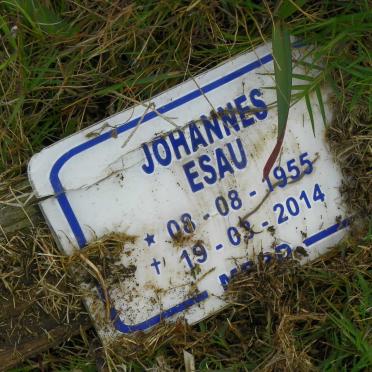 JOHANNES
ESAU
* 08 - 08 - 1955
† 19 - 03 - 2014